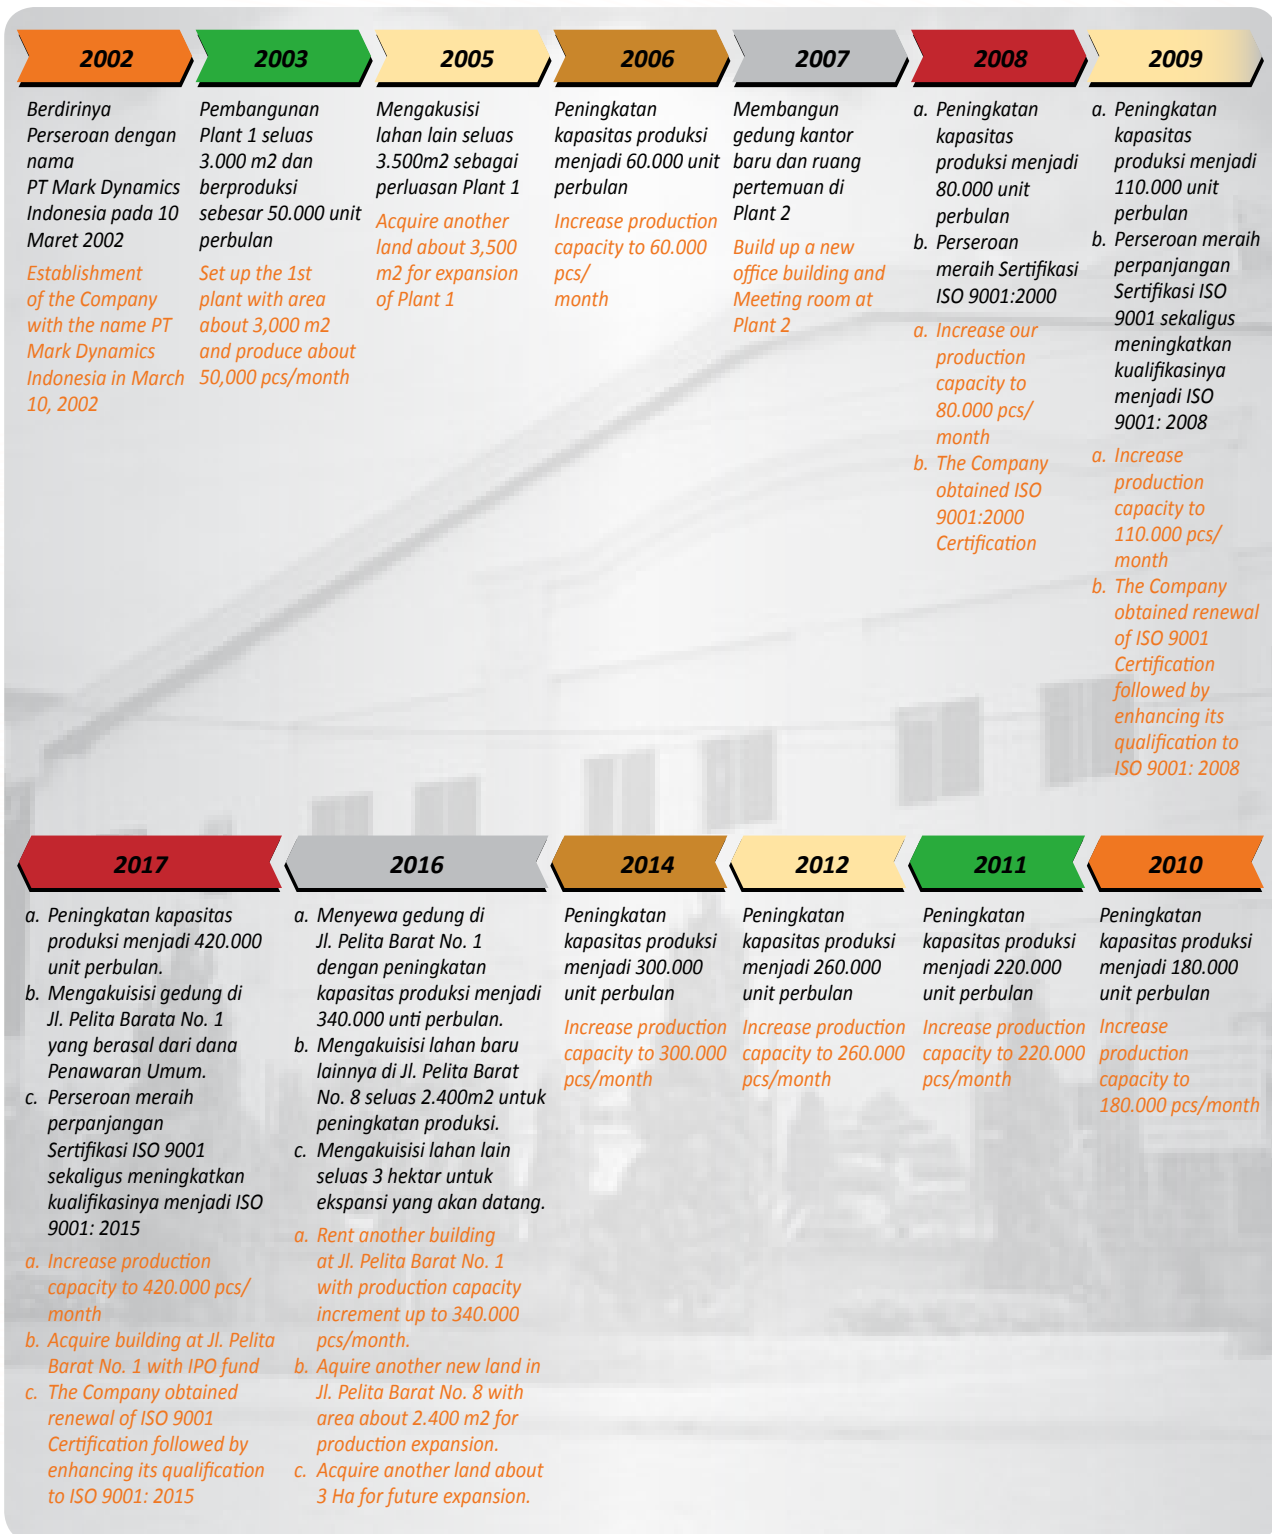 2002
Berdirinya
Perseroan dengan
nama
PT Mark Dynamics
Indonesia pada 10
Maret 2002
Establishment
of the Company
with the name PT
Mark Dynamics
Indonesia in March
10, 2002
2003
Pembangunan
Plant 1 seluas
3.000 m2 dan
berproduksi
sebesar 50.000 unit
perbulan
Set up the 1st
plant with area
about 3,000 m2
and produce about
50,000 pcs/month
2005
Mengakusisi
lahan lain seluas
3.500m2 sebagai
perluasan Plant 1
Acquire another
land about 3,500
m2 for expansion
of Plant 1
2006
Peningkatan
kapasitas produksi
menjadi 60.000 unit
perbulan
Increase production
capacity to 60.000
pcs/
month
2007
Membangun
gedung kantor
baru dan ruang
pertemuan di
Plant 2
Build up a new
office building and
Meeting room at
Plant 2
2008
a. Peningkatan
kapasitas
produksi menjadi
80.000 unit
perbulan
b. Perseroan
meraih Sertifikasi
ISO 9001:2000
a. Increase our
production
capacity to
80.000 pcs/
month
b. The Company
obtained ISO
9001:2000
Certification
2009
a. Peningkatan
kapasitas
produksi menjadi
110.000 unit
perbulan
b. Perseroan meraih
perpanjangan
Sertifikasi ISO
9001 sekaligus
meningkatkan
kualifikasinya
menjadi ISO
9001: 2008
a. Increase
production
capacity to
110.000 pcs/
month
b. The Company
obtained renewal
of ISO 9001
Certification
followed by
enhancing its
qualification to
ISO 9001: 2008
2017
a. Peningkatan kapasitas
produksi menjadi 420.000
unit perbulan.
b. Mengakuisisi gedung di
Jl. Pelita Barata No. 1
yang berasal dari dana
Penawaran Umum.
c. Perseroan meraih
perpanjangan
Sertifikasi ISO 9001
sekaligus meningkatkan
kualifikasinya menjadi ISO
9001: 2015
a. Increase production
capacity to 420.000 pcs/
month
b. Acquire building at Jl. Pelita
Barat No. 1 with IPO fund
c. The Company obtained
renewal of ISO 9001
Certification followed by
enhancing its qualification
to ISO 9001: 2015
2016
a. Menyewa gedung di
Jl. Pelita Barat No. 1
dengan peningkatan
kapasitas produksi menjadi
340.000 unti perbulan.
b. Mengakuisisi lahan baru
lainnya di Jl. Pelita Barat
No. 8 seluas 2.400m2 untuk
peningkatan produksi.
c. Mengakuisisi lahan lain
seluas 3 hektar untuk
ekspansi yang akan datang.
a. Rent another building
at Jl. Pelita Barat No. 1
with production capacity
increment up to 340.000
pcs/month.
b. Aquire another new land in
Jl. Pelita Barat No. 8 with
area about 2.400 m2 for
production expansion.
c. Acquire another land about
3 Ha for future expansion.
2014
Peningkatan
kapasitas produksi
menjadi 300.000
unit perbulan
Increase production
capacity to 300.000
pcs/month
2012
Peningkatan
kapasitas produksi
menjadi 260.000
unit perbulan
Increase production
capacity to 260.000
pcs/month
2011
Peningkatan
kapasitas produksi
menjadi 220.000
unit perbulan
Increase production
capacity to 220.000
pcs/month
2010
Peningkatan
kapasitas produksi
menjadi 180.000
unit perbulan
Increase
production
capacity to
180.000 pcs/month